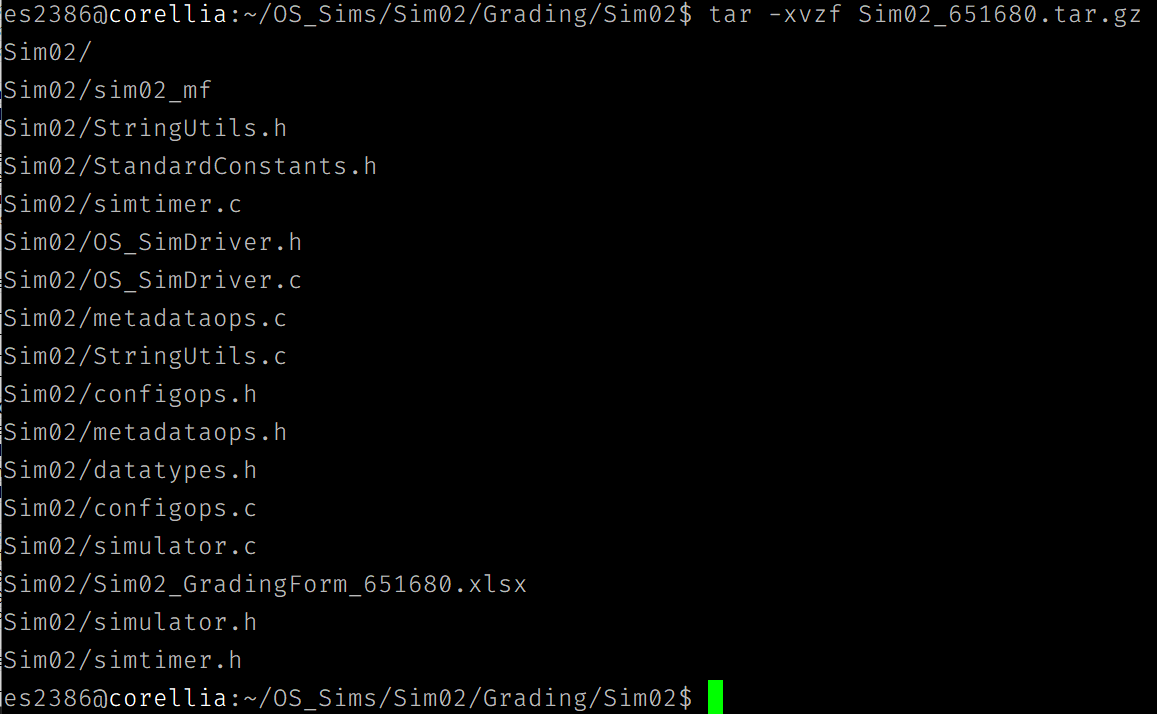 es2386@corellia:~/OS_Sims/Sim02/Grading/Sim02$ tar -xvzf Sim02_651680.tar.gz
Sim02/
Sim02/sim02_mf
Sim02/StringUtils.h
Sim02/StandardConstants.h
Sim02/simtimer.c
Sim02/OS_SimDriver.h
Sim02/OS_SimDriver.c
Sim02/metadataops.c
Sim02/StringUtils.c
Sim02/configops.h
Sim02/metadataops.h
Sim02/datatypes.h
Sim02/configops.c
Sim02/simulator.c
Sim02/Sim02_GradingForm_651680.xlsx
Sim02/simulator.h
Sim02/simtimer.h
es2386@corellia:~/OS_Sims/Sim02/Grading/Sim02$